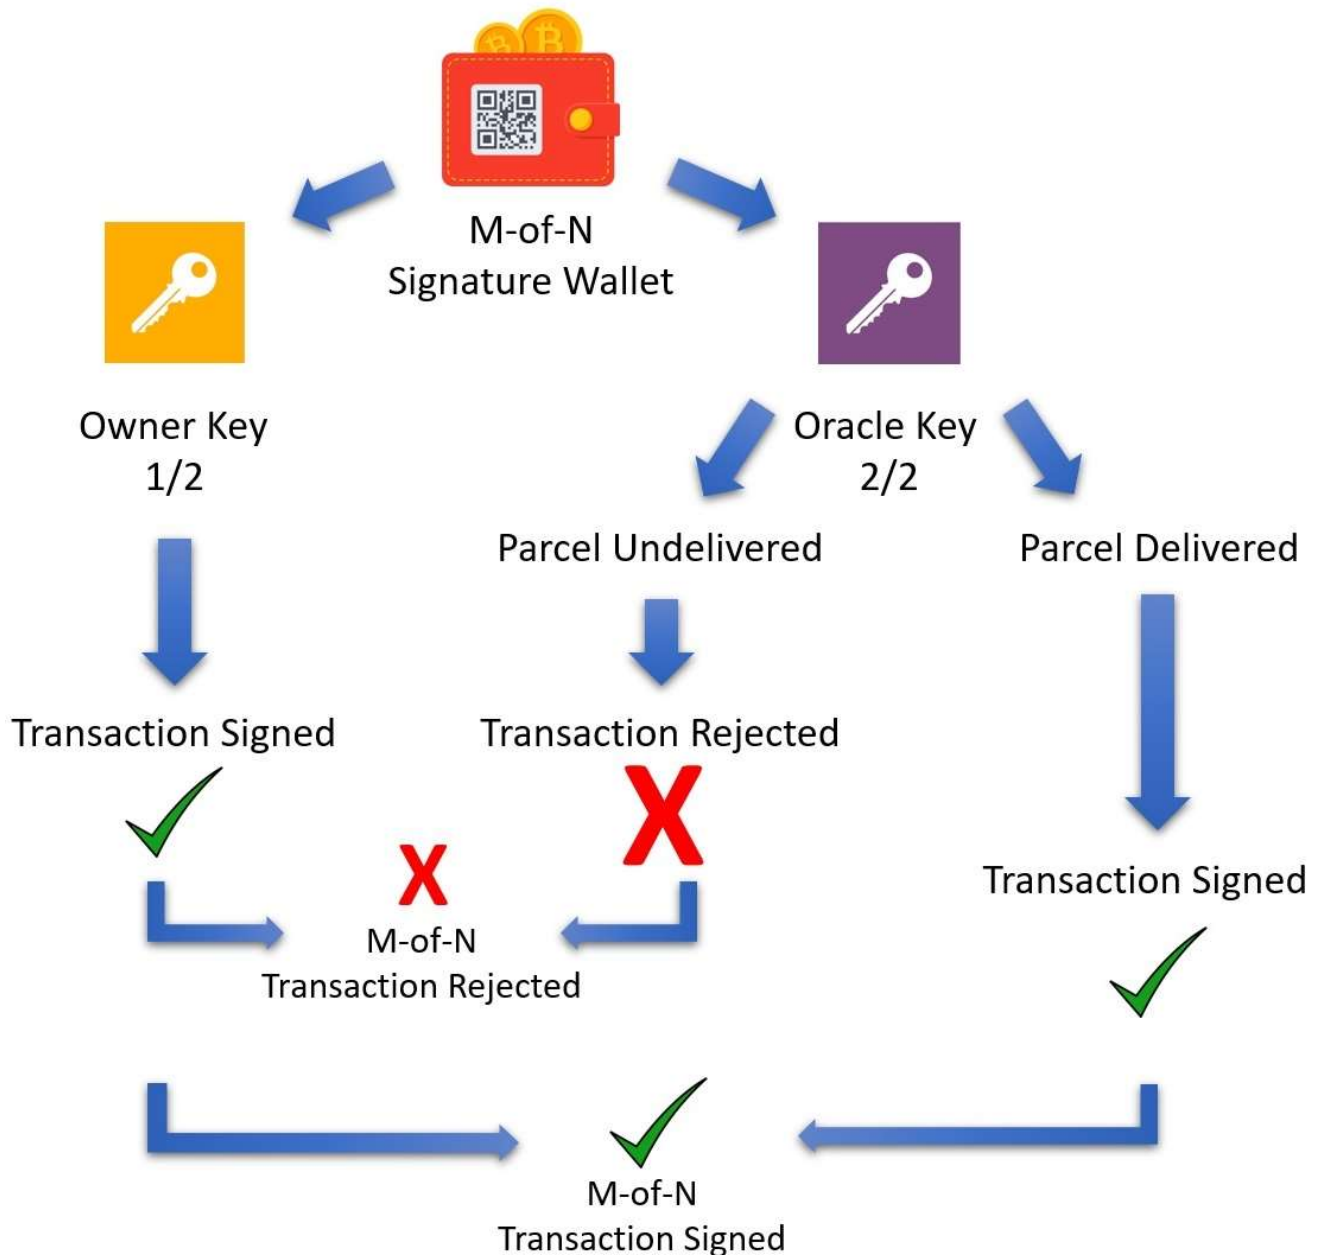 M-of-N
Signature Wallet
Owner Key
1/2
Oracle Key
2/2
Parcel Undelivered
Parcel Delivered
Transaction Signed
Transaction Rejected
X
X
M-of-N
Transaction Rejected
Transaction Signed
M-of-N
Transaction Signed